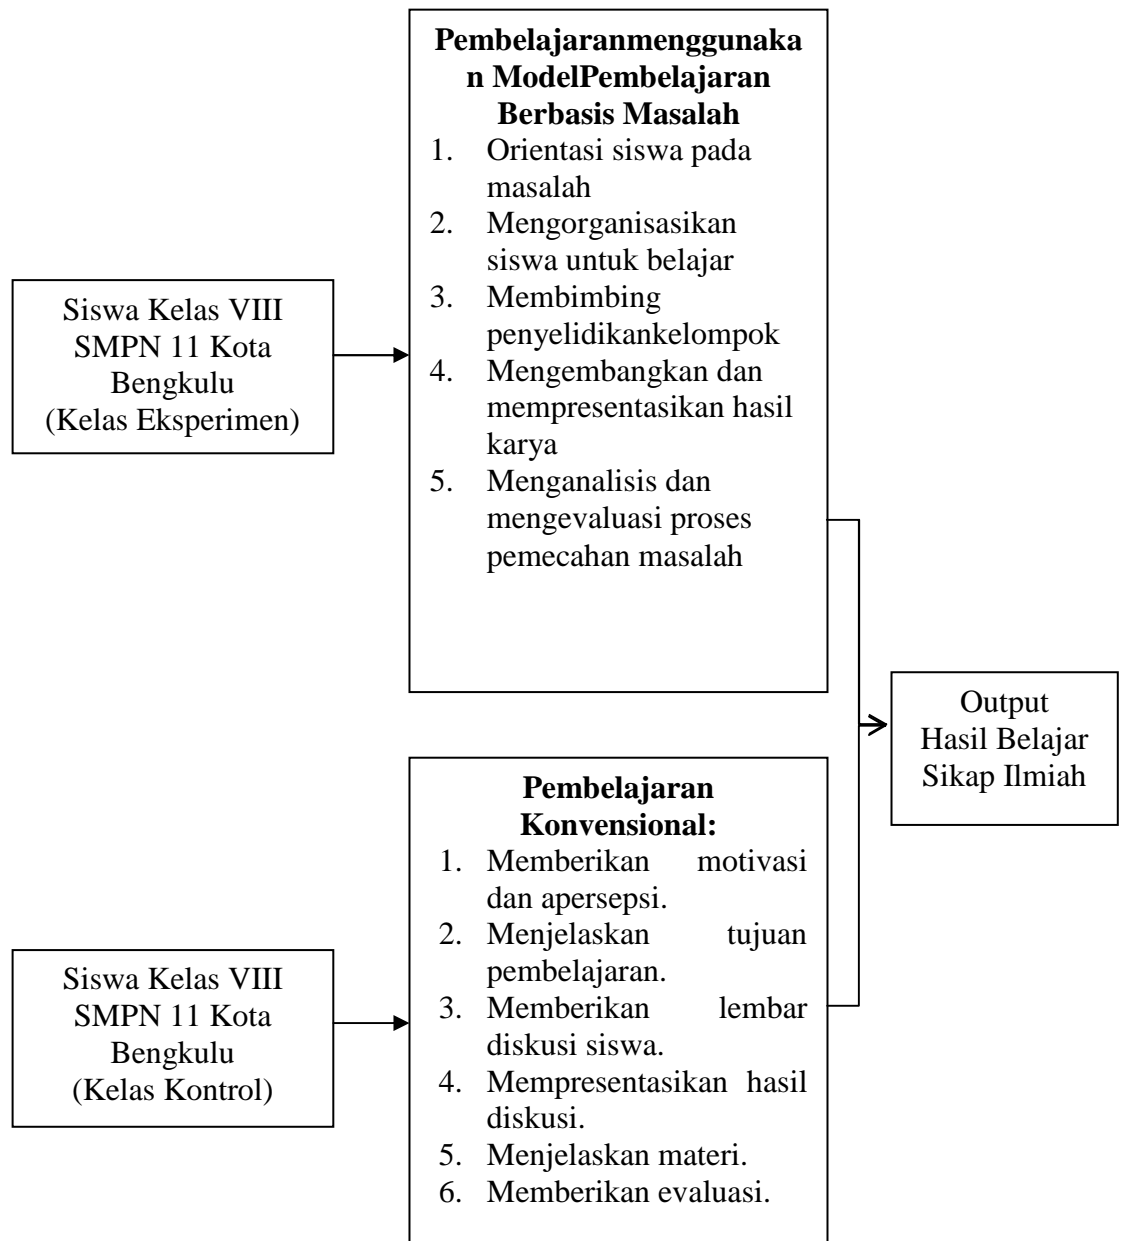 Pembelajaranmenggunaka
n ModelPembelajaran
Berbasis Masalah
1. Orientasi siswa pada
masalah
2. Mengorganisasikan
siswa untuk belajar
3. Membimbing
penyelidikankelompok
4. Mengembangkan dan
mempresentasikan hasil
karya
5. Menganalisis dan
mengevaluasi proses
pemecahan masalah
Siswa Kelas VIII
SMPN 11 Kota
Bengkulu
(Kelas Eksperimen)
Output
Hasil Belajar
Sikap Ilmiah
Pembelajaran
Konvensional:
1. Memberikan motivasi
dan apersepsi.
2. Menjelaskan tujuan
pembelajaran.
3. Memberikan lembar
diskusi siswa.
4. Mempresentasikan hasil
diskusi.
5. Menjelaskan materi.
6. Memberikan evaluasi.
Siswa Kelas VIII
SMPN 11 Kota
Bengkulu
(Kelas Kontrol)